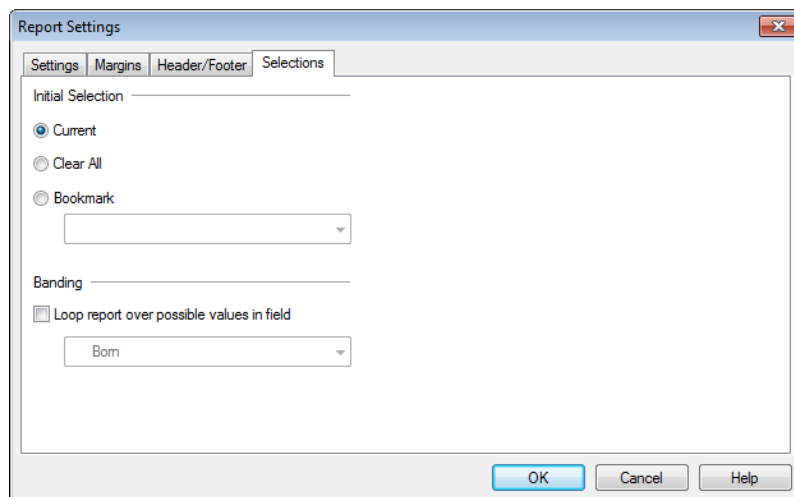 Report Settings
Settings Margins Header/Footer Selections
Initial Selection
Current
Clear All
Bookmark
Banding
Loop report over possible values in field
Born
OK Cancel Help